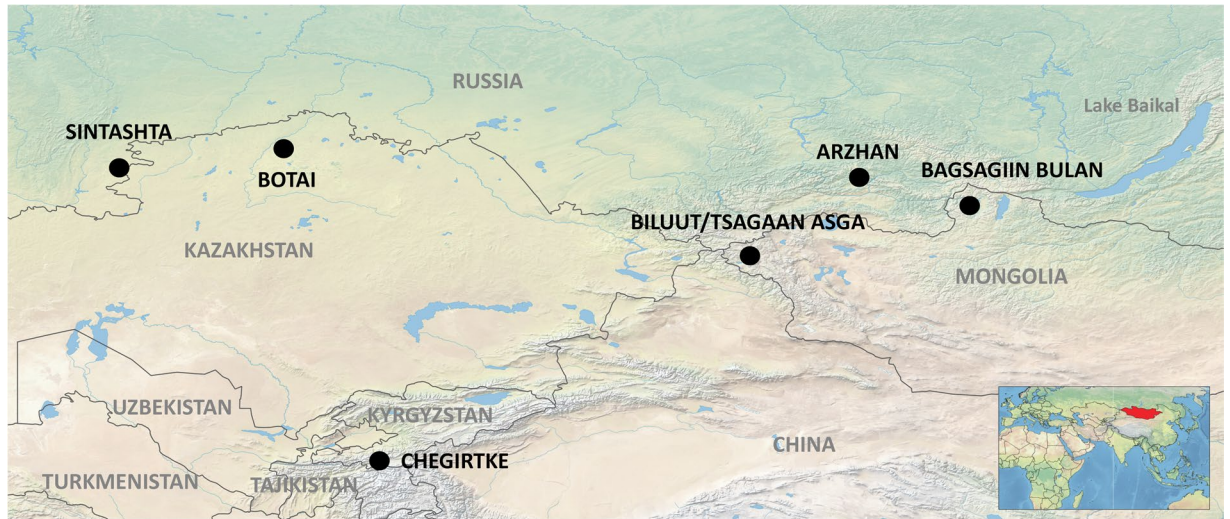 RUSSIA
Lake Baikal
SINTASHTA
BOTAI
ARZHAN
BAGSAGIIN BULAN
BILUUT/TSAGAAN ASGA
KAZAKHSTAN
MONGOLIA
UZBEKISTAN
KYRGYZSTAN
CHINA
CHEGIRTKE
TURKMENISTAN
TAJIKISTAN